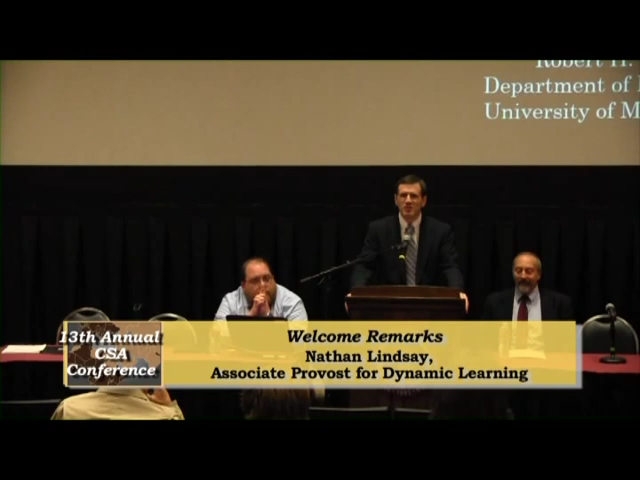 Robert H.
Department of
University of M
13th Annual
CSA
Conference
Welcome Remarks
Nathan Lindsay,
Associate Provost for Dynamic Learning